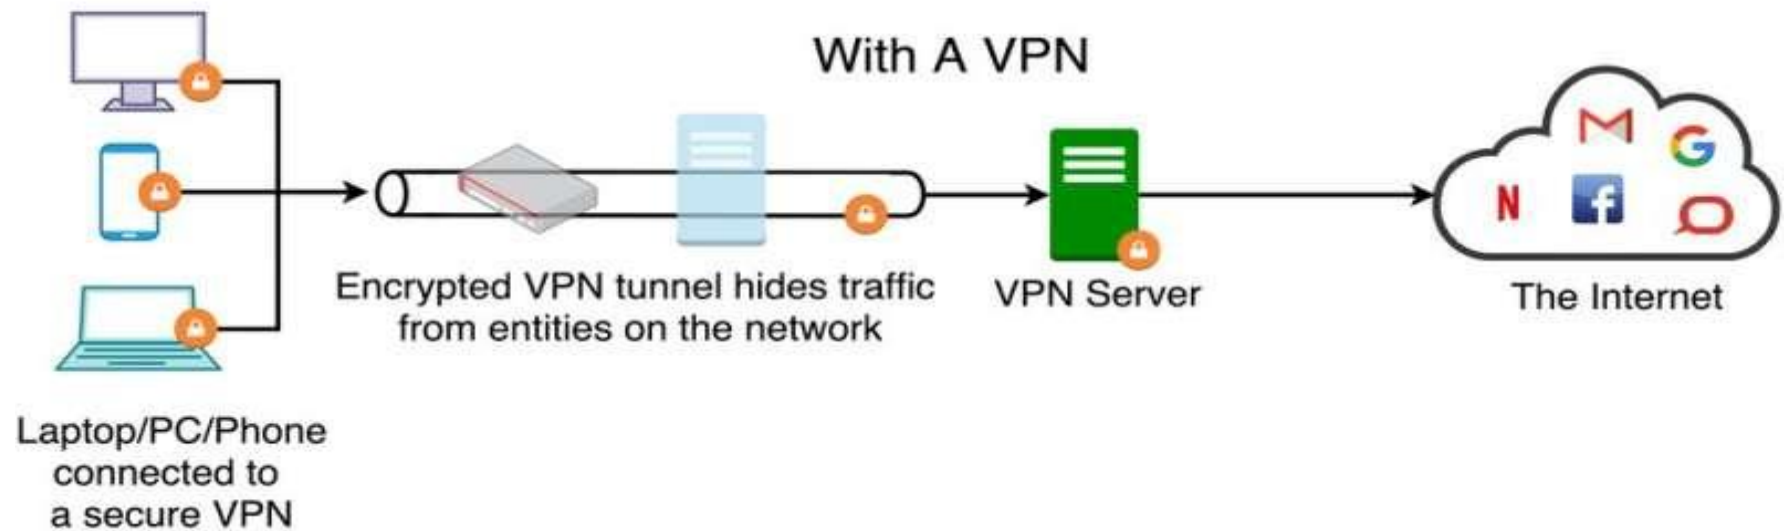 With A VPN
Encrypted VPN tunnel hides traffic
from entities on the network
VPN Server
N
f
G
The Internet
Laptop/PC/Phone
connected to
a secure VPN